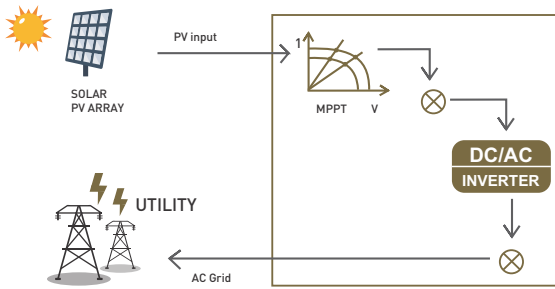 PV input
1
SOLAR
PV ARRAY
MPPT V
DC/AC
INVERTER
UTILITY
AC Grid